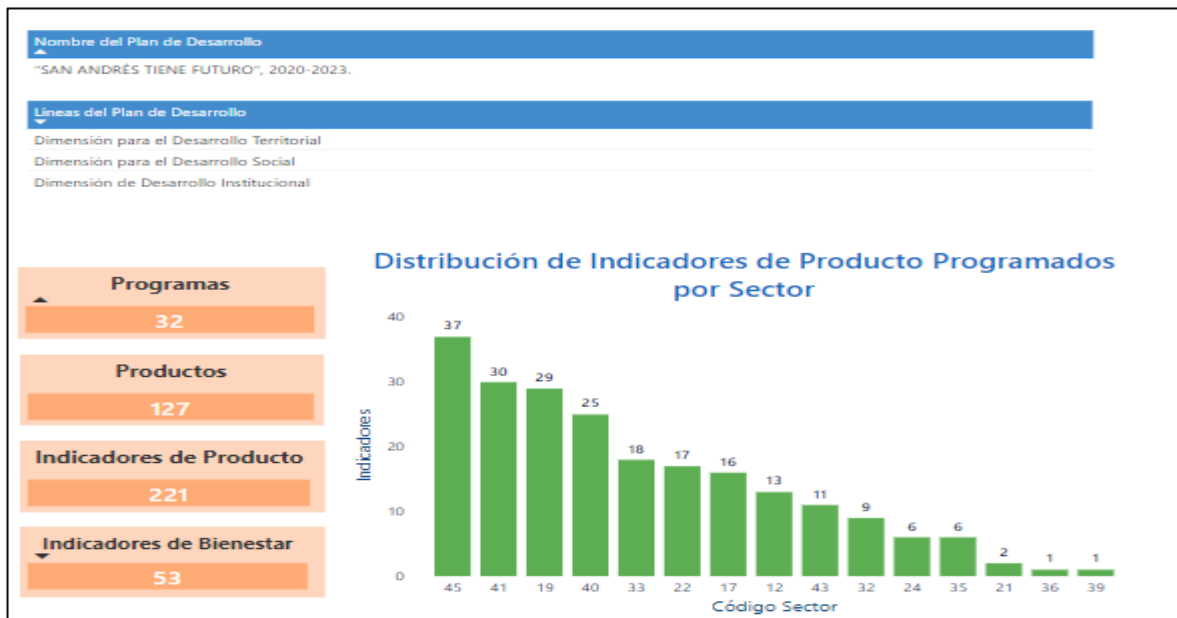 Nombre del Plan de Desarrollo
"SAN ANDRÉS TIENE FUTURO", 2020-2023.
Líneas del Plan de Desarrollo
Dimensión para el Desarrollo Territorial
Dimensión para el Desarrollo Social
Dimensión de Desarrollo Institucional
Programas
32
Productos
127
Indicadores de Producto
221
Indicadores de Bienestar
53
Distribución de Indicadores de Producto Programados
por Sector
Indicadores
40
30
20
10
0
37 30 29 25 18 17 16 13 11 9 6 6 2 1 1
45 41 19 40 33 22 17 12 43 32 24 35 21 36 39
Código Sector